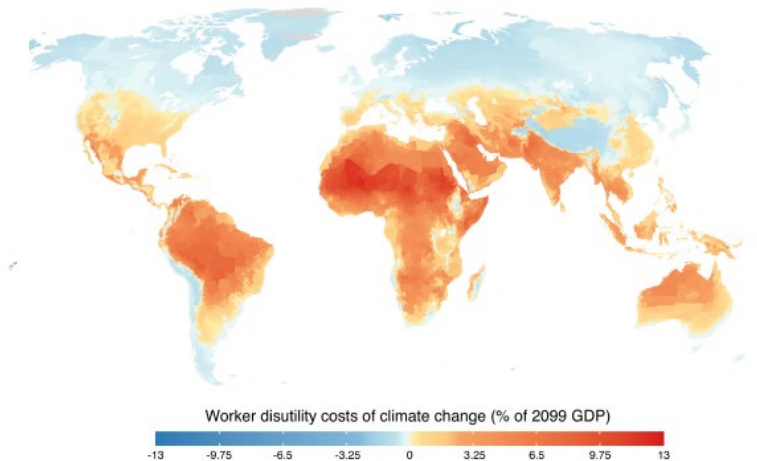 Worker disutility costs of climate change (% of 2099 GDP)
-13 -9.75 -6.5 -3.25 0 3.25 6.5 9.75 13